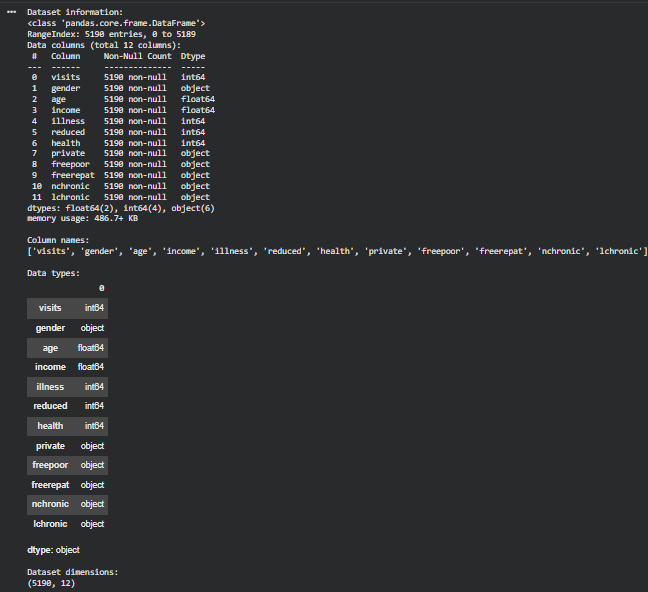 Dataset information:
<class 'pandas.core.frame.DataFrame'>
RangeIndex: 5190 entries, 0 to 5189
Data columns (total 12 columns):
 #   Column     Non-Null Count  Dtype
---  ------     --------------  -----
 0   visits     5190 non-null   int64
 1   gender     5190 non-null   object
 2   age        5190 non-null   float64
 3   income     5190 non-null   float64
 4   illness    5190 non-null   int64
 5   reduced    5190 non-null   int64
 6   health     5190 non-null   int64
 7   private    5190 non-null   object
 8   freepoor   5190 non-null   object
 9   freerepat  5190 non-null   object
 10  nchronic   5190 non-null   object
 11  lchronic   5190 non-null   object
dtypes: float64(2), int64(4), object(6)
memory usage: 486.7+ KB
Column names:
['visits', 'gender', 'age', 'income', 'illness', 'reduced', 'health', 'private', 'freepoor', 'freerepat', 'nchronic', 'lchronic']
Data types:
0
visits int64
gender object
age float64
income float64
illness int64
reduced int64
health int64
private object
freepoor object
freerepat object
nchronic object
lchronic object
dtype: object
Dataset dimensions:
(5190, 12)